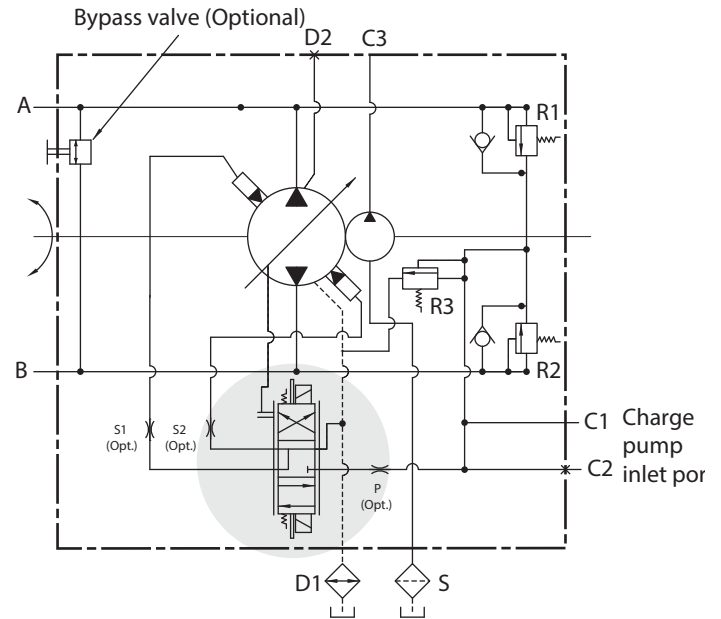 Bypass valve (Optional)
D2
C3
A
R1
R3
B
R2
S1
(Opt.)
S2
(Opt.)
C1
Charge
pump
inlet por
C2
P
(Opt.)
D1
S